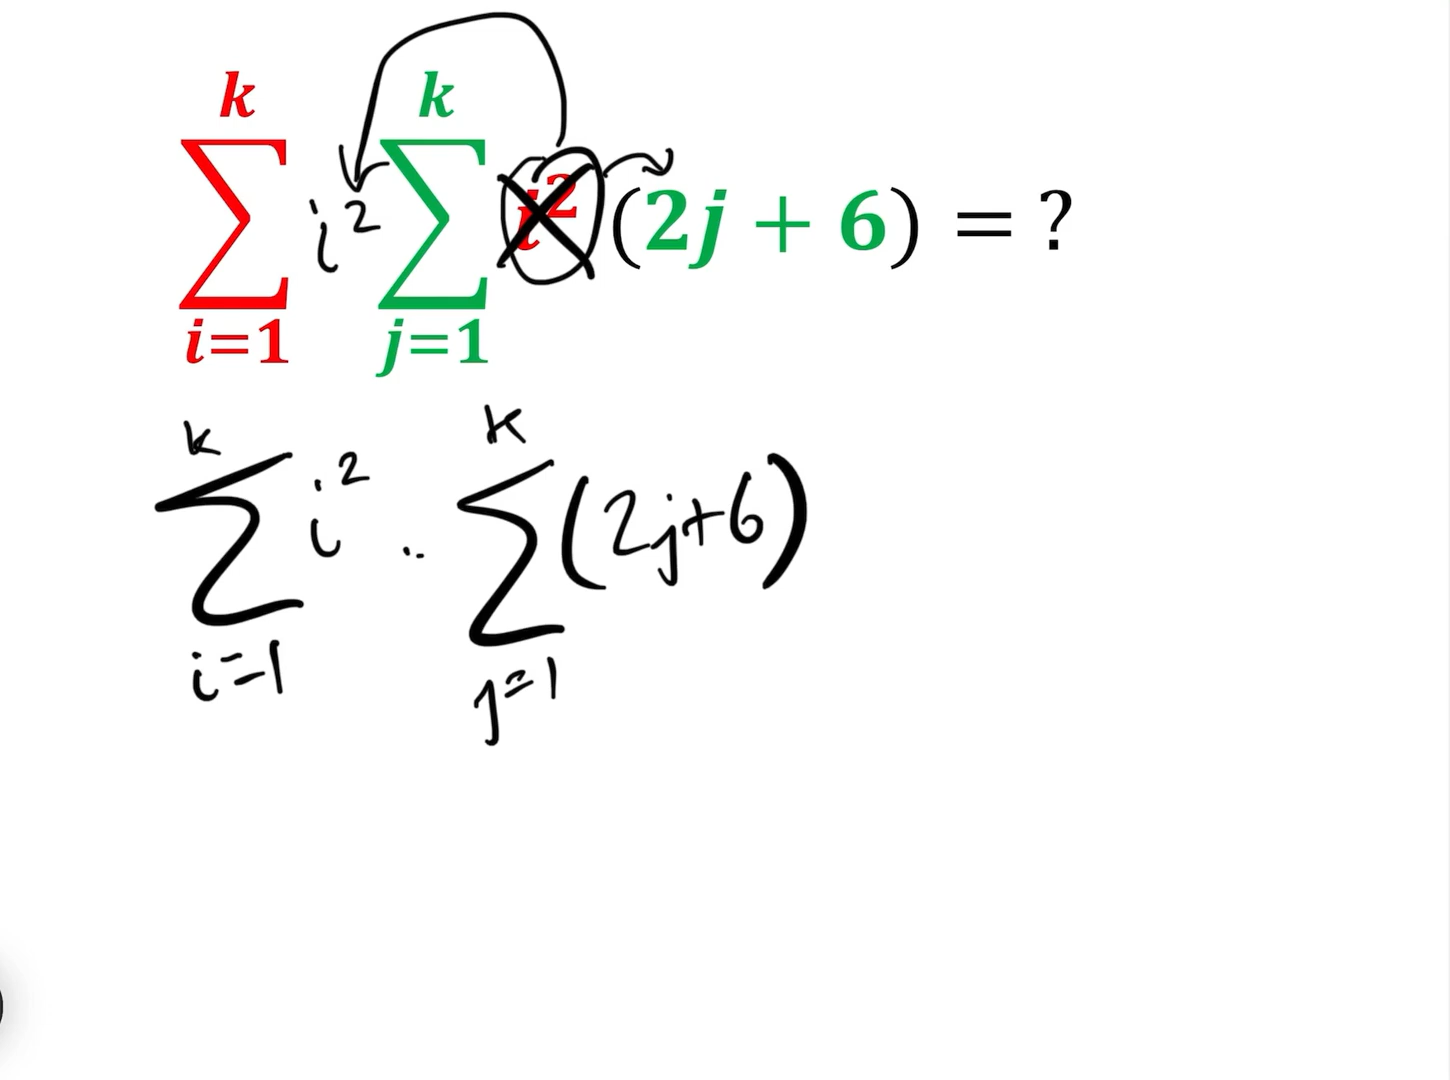 k k
∑ i² ∑ i² (2j + 6) = ?
i=1 j=1
k k
∑ i² · ∑ (2j+6)
i=1 j=1